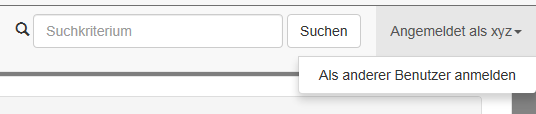 Suchkriterium Suchen Angemeldet als xyz
Als anderer Benutzer anmelden